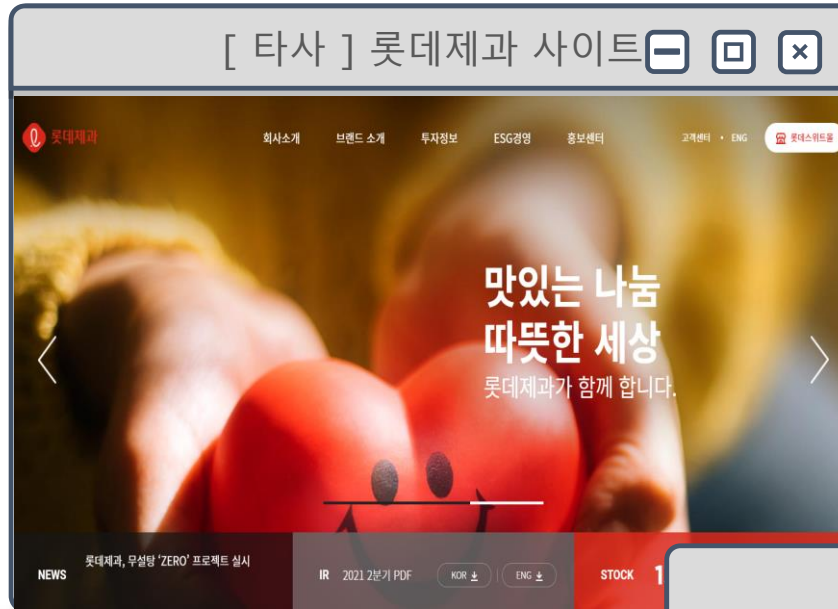 [ 타사 ] 롯데제과 사이트
롯데제과
회사소개 브랜드 소개 투자정보 ESG경영 홍보센터 고객센터 • ENG 롯데스위트몰
맛있는 나눔
따뜻한 세상
롯데제과가 함께 합니다.
NEWS 롯데제과, 무설탕 ‘ZERO’ 프로젝트 실시
IR 2021 2분기 PDF KOR ENG
STOCK 1